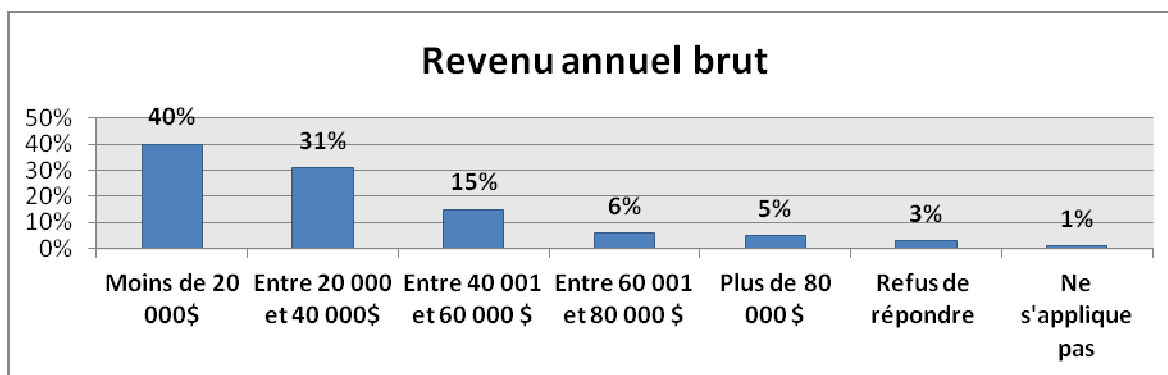 Revenu annuel brut
50%
40%
30%
20%
10%
0%
40%
31%
15%
6%
5%
3%
1%
Moins de 20
000$
Entre 20 000
et 40 000$
Entre 40 001
et 60 000 $
Entre 60 001
et 80 000 $
Plus de 80
000 $
Refus de
répondre
Ne
s'applique
pas